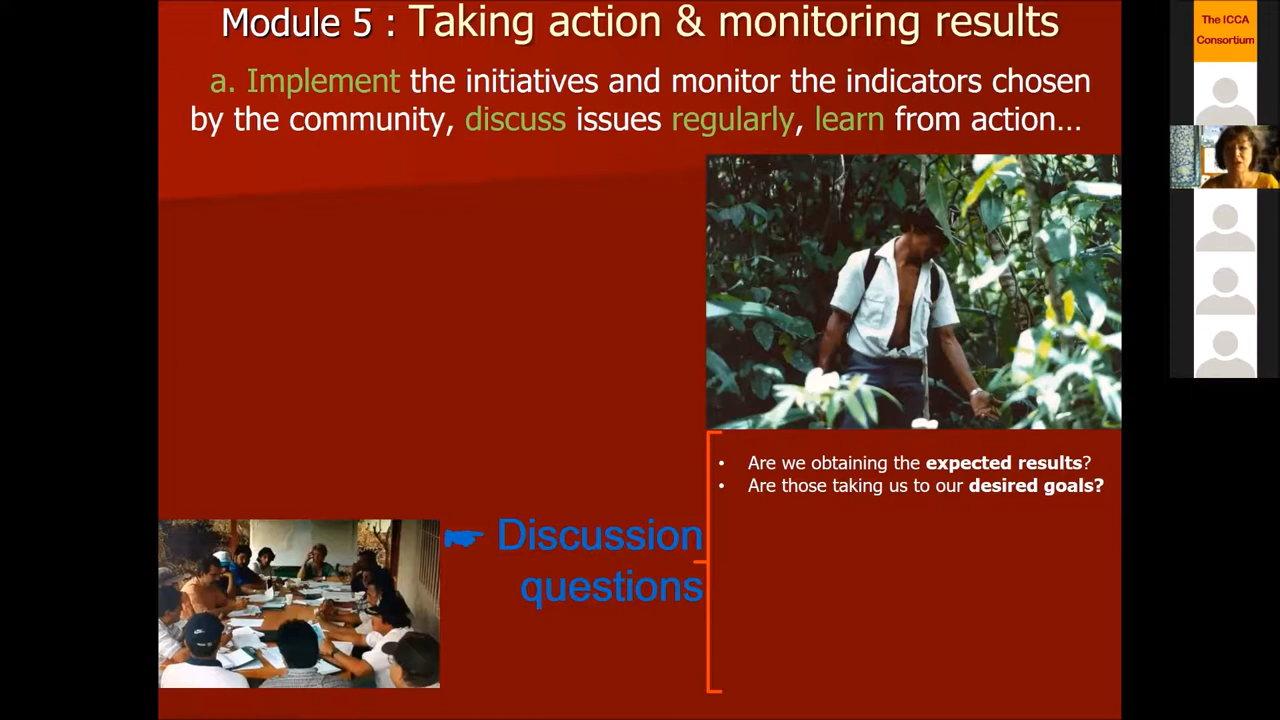 Module 5 : Taking action & monitoring results
a. Implement the initiatives and monitor the indicators chosen
by the community, discuss issues regularly, learn from action…
The ICCA
Consortium
• Are we obtaining the expected results?
• Are those taking us to our desired goals?
☛ Discussion
questions